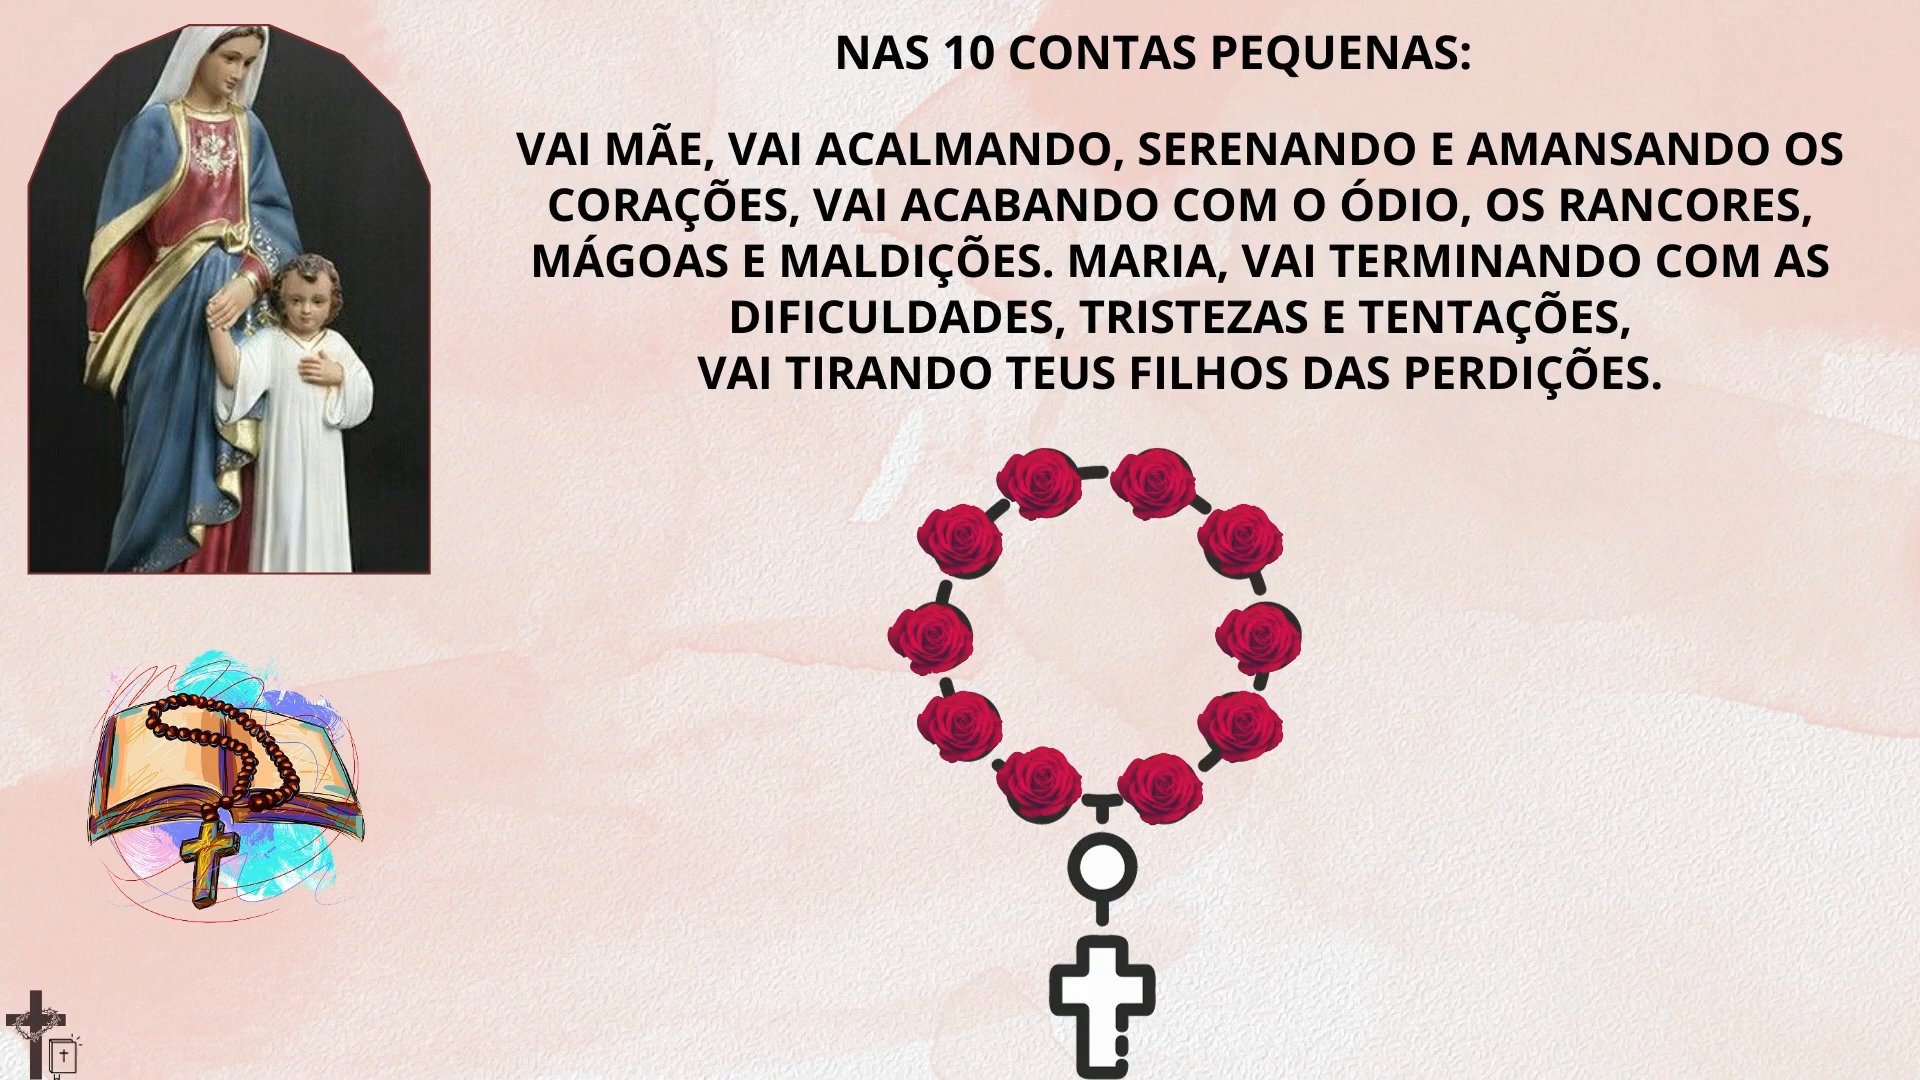 NAS 10 CONTAS PEQUENAS:
VAI MÃE, VAI ACALMANDO, SERENANDO E AMANSANDO OS
CORAÇÕES, VAI ACABANDO COM O ÓDIO, OS RANCORES,
MÁGOAS E MALDIÇÕES. MARIA, VAI TERMINANDO COM AS
DIFICULDADES, TRISTEZAS E TENTAÇÕES,
VAI TIRANDO TEUS FILHOS DAS PERDIÇÕES.